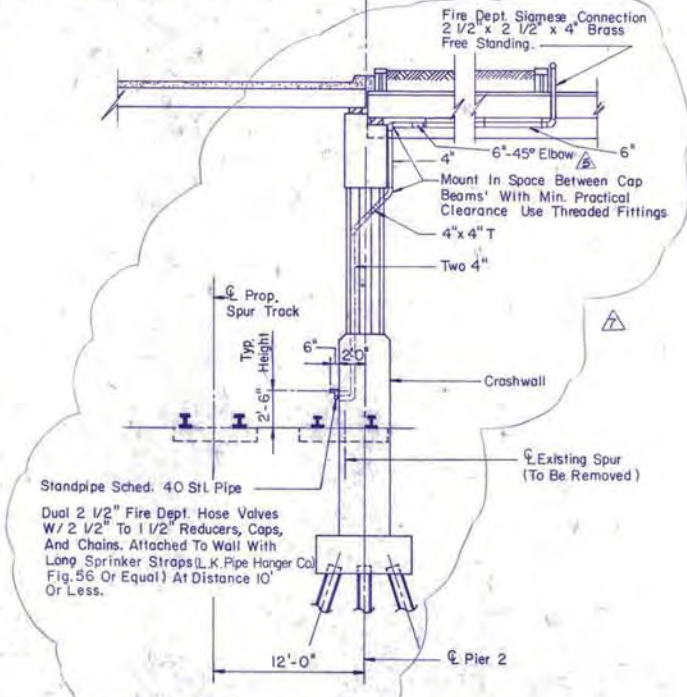 Fire Dept. Siamese Connection
2 1/2" x 2 1/2" x 4" Brass
Free Standing.
4"
6"-45° Elbow
5
6"
Mount In Space Between Cap
Beams' With Min. Practical
Clearance Use Threaded Fittings
4"x 4" T
Two 4"
℄ Prop.
Spur Track
7
6"
2'-0"
Typ.
Height
2'-6"
Crashwall
℄ Existing Spur
(To Be Removed)
Standpipe Sched. 40 Stl. Pipe
Dual 2 1/2" Fire Dept. Hose Valves
W/ 2 1/2" To 1 1/2" Reducers, Caps,
And Chains. Attached To Wall With
Long Sprinker Straps (L.K. Pipe Hanger Co.
Fig. 56 Or Equal) At Distance 10'
Or Less.
12'-0"
℄ Pier 2